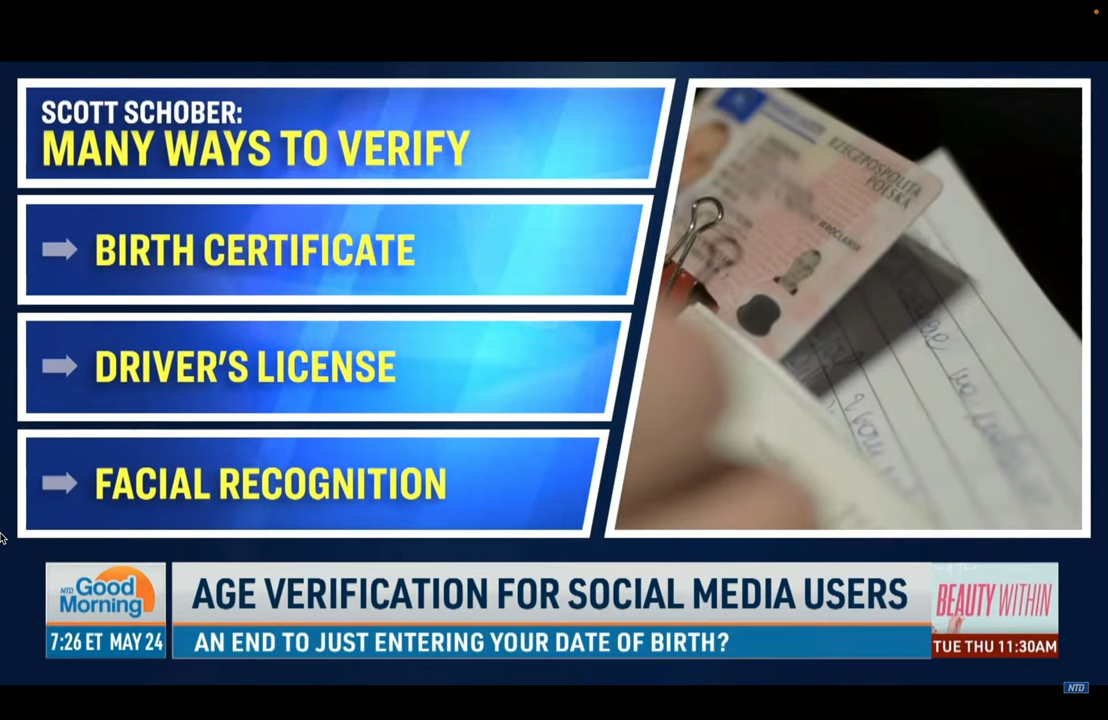 SCOTT SCHOBER:
MANY WAYS TO VERIFY
BIRTH CERTIFICATE
DRIVER'S LICENSE
FACIAL RECOGNITION
RZECZPOSPOLITA
POLSKA
NTD
Good
Morning
7:26 ET MAY 24
AGE VERIFICATION FOR SOCIAL MEDIA USERS
AN END TO JUST ENTERING YOUR DATE OF BIRTH?
BEAUTY WITHIN
TUE THU 11:30AM
NTD